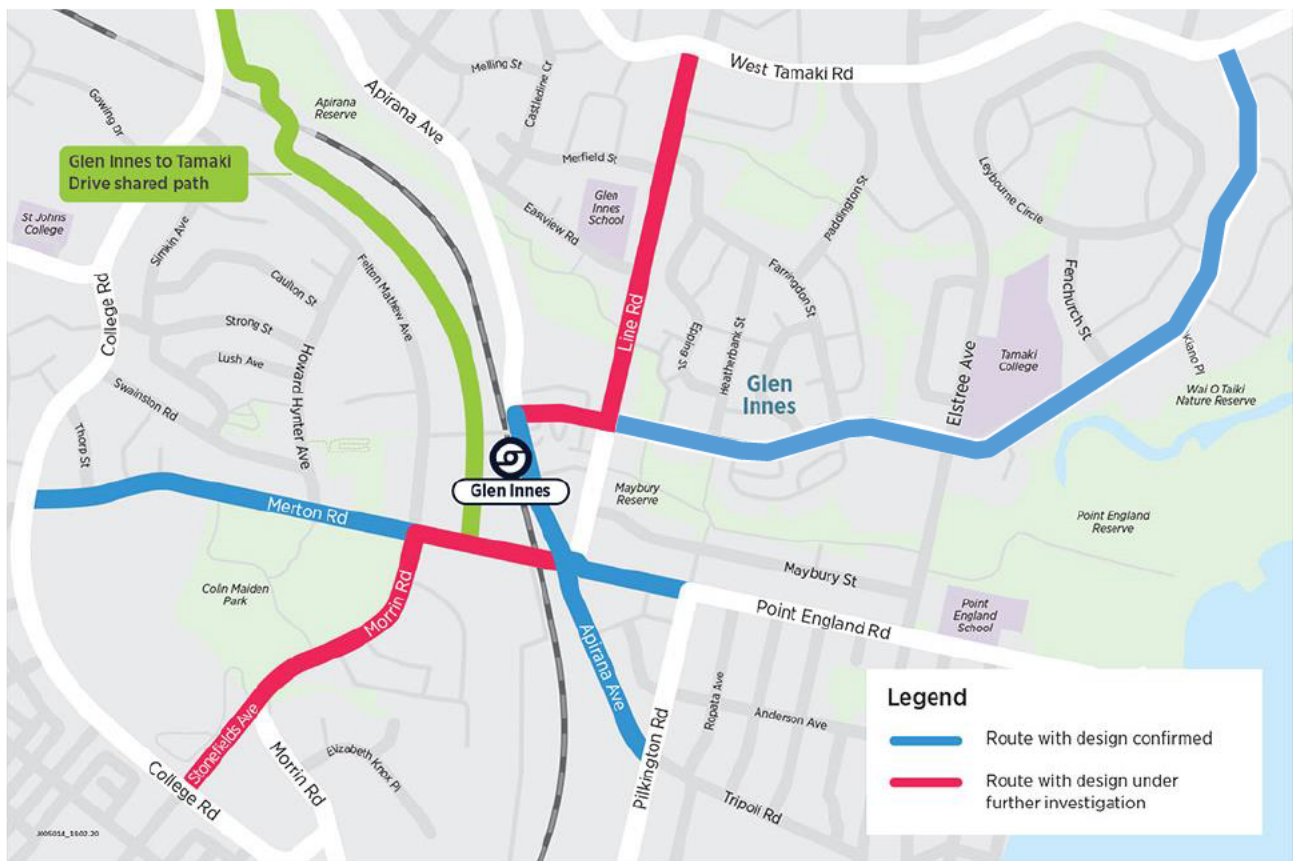 West Tamaki Rd
Melling St
Castledine Cr
Apirana Ave
Gowing Dr
Apirana
Reserve
Glen Innes to Tamaki
Drive shared path
Merfield St
Leybourne Circle
Paddington St
Glen
Innes
School
Eastview Rd
St Johns
College
Simkin Ave
Felton Mathew Ave
Caulton St
College Rd
Farringdon St
Fenchurch St
Line Rd
Strong St
Epping St
Heatherbank St
Elstree Ave
Tamaki
College
Kiano Pl
Lush Ave
Howard Hynter Ave
Swainston Rd
Glen
Innes
Wai O Taiki
Nature Reserve
Thorp St
Glen Innes
Maybury
Reserve
Merton Rd
Point England
Reserve
Maybury St
Colin Maiden
Park
Morrin Rd
Point England Rd
Point
England
School
Apirana Ave
Ropata Ave
Anderson Ave
Stonefields Ave
Morrin Rd
Elizabeth Knox Pl
Pilkington Rd
College Rd
Tripoli Rd
Legend
Route with design confirmed
Route with design under
further investigation